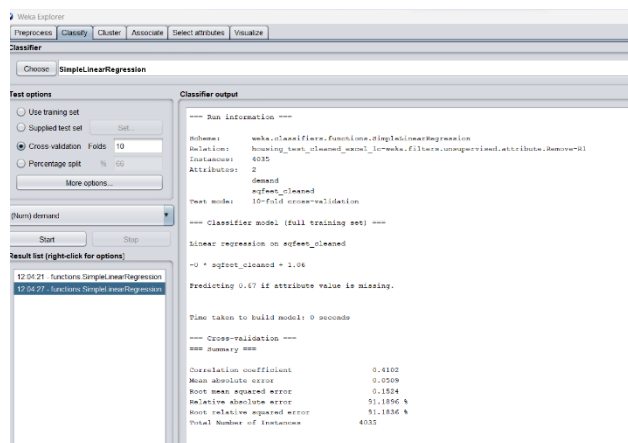 Weka Explorer
Preprocess Classify Cluster Associate Select attributes Visualize
Classifier
Choose SimpleLinearRegression
Test options
Use training set
Supplied test set Set...
Cross-validation Folds 10
Percentage split % 66
More options...
(Num) demand
Start Stop
Result list (right-click for options)
12:04:21 - functions.SimpleLinearRegression
12:04:27 - functions.SimpleLinearRegression
Classifier output
=== Run information ===
Scheme: weka.classifiers.functions.SimpleLinearRegression
Relation: housing_test_cleaned_excel_1c-weka.filters.unsupervised.attribute.Remove-R1
Instances: 4035
Attributes: 2
demand
sqfeet_cleaned
Test mode: 10-fold cross-validation
=== Classifier model (full training set) ===
Linear regression on sqfeet_cleaned
-0 * sqfeet_cleaned + 1.06
Predicting 0.67 if attribute value is missing.
Time taken to build model: 0 seconds
=== Cross-validation ===
=== Summary ===
Correlation coefficient 0.4102
Mean absolute error
Root mean squared error 0.1524
Relative absolute error 91.1896 %
Root relative squared error 91.1836 %
Total Number of Instances 4035